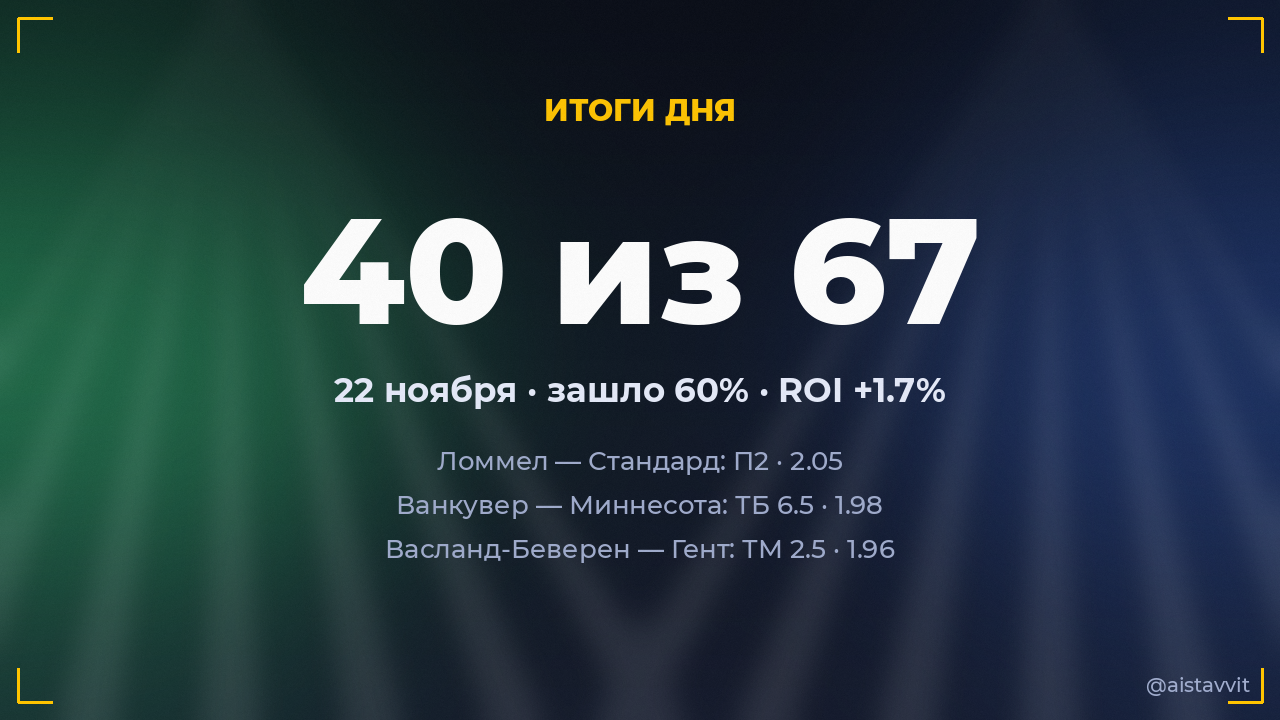 ИТОГИ ДНЯ
40 из 67
22 ноября · зашло 60% · ROI +1.7%
Ломмел — Стандард: П2 · 2.05
Ванкувер — Миннесота: ТБ 6.5 · 1.98
Васланд-Беверен — Гент: ТМ 2.5 · 1.96
@aistavvit